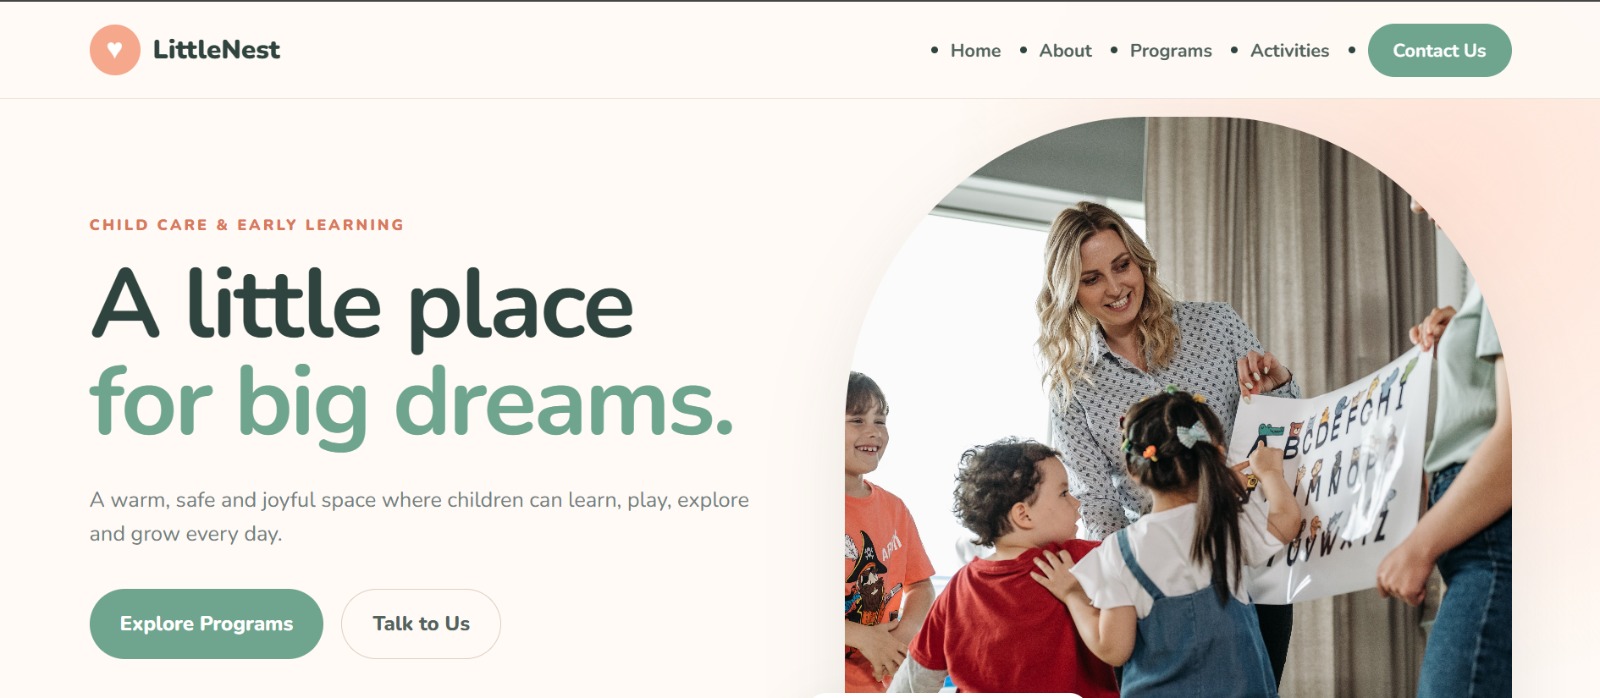 LittleNest
Home
About
Programs
Activities
Contact Us
CHILD CARE & EARLY LEARNING
A little place
for big dreams.
A warm, safe and joyful space where children can learn, play, explore
and grow every day.
Explore Programs
Talk to Us
BCDEFGHI